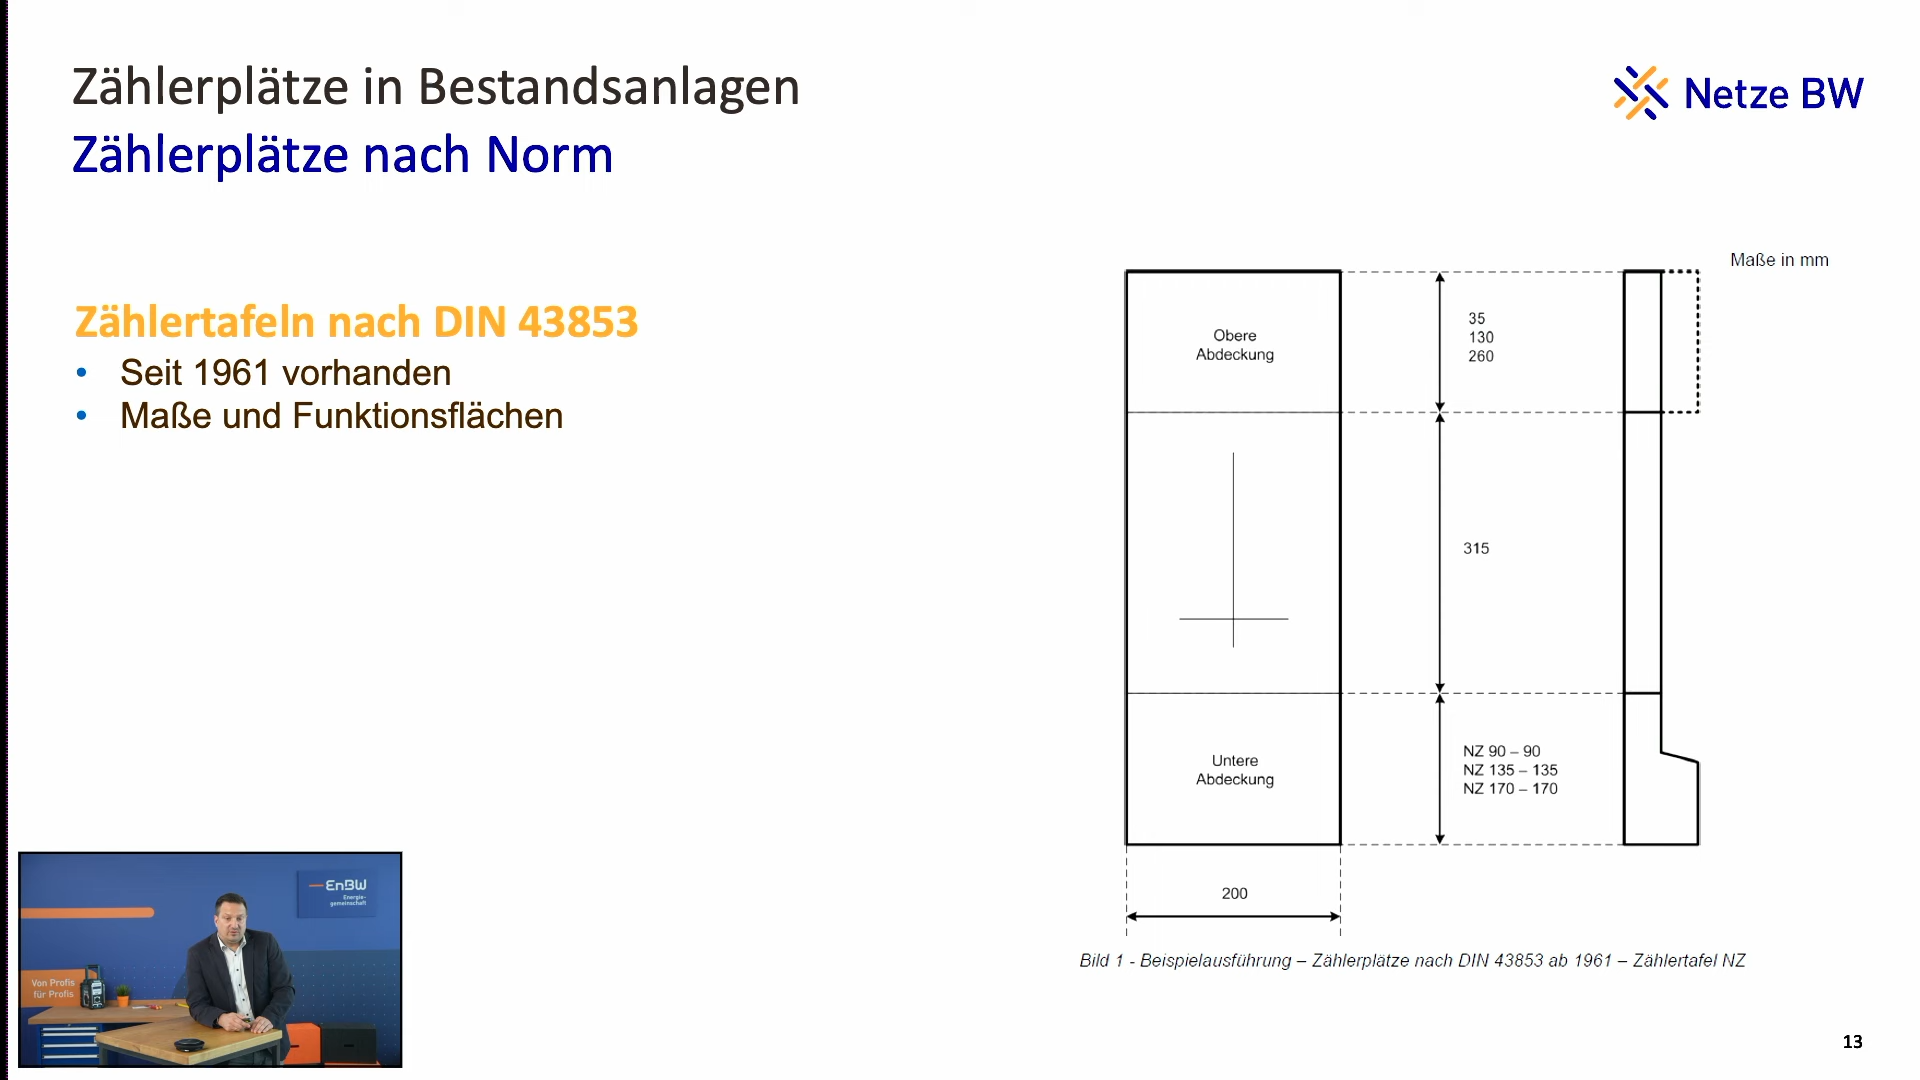 Zählerplätze in Bestandsanlagen
Zählerplätze nach Norm
Netze BW
Zählertafeln nach DIN 43853
• Seit 1961 vorhanden
• Maße und Funktionsflächen
Maße in mm
Obere
Abdeckung
35
130
260
315
Untere
Abdeckung
NZ 90 – 90
NZ 135 – 135
NZ 170 – 170
200
Bild 1 - Beispielausführung – Zählerplätze nach DIN 43853 ab 1961 – Zählertafel NZ
EnBW
Energie-
gemeinschaft
Von Profis
für Profis
13